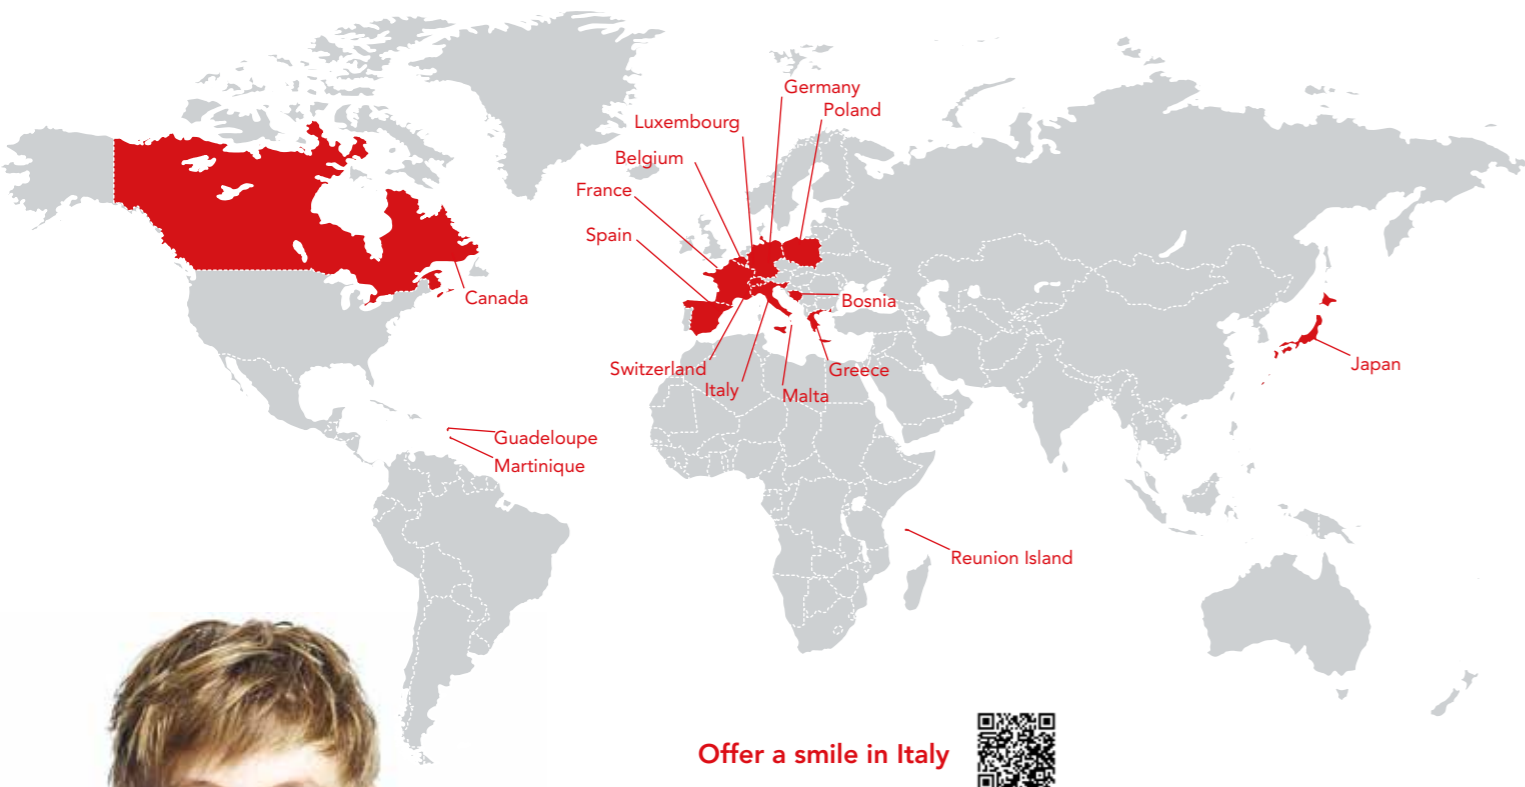 Germany
Poland
Luxembourg
Belgium
France
Spain
Canada
Bosnia
Switzerland
Italy
Malta
Greece
Japan
Guadeloupe
Martinique
Reunion Island
Offer a smile in Italy